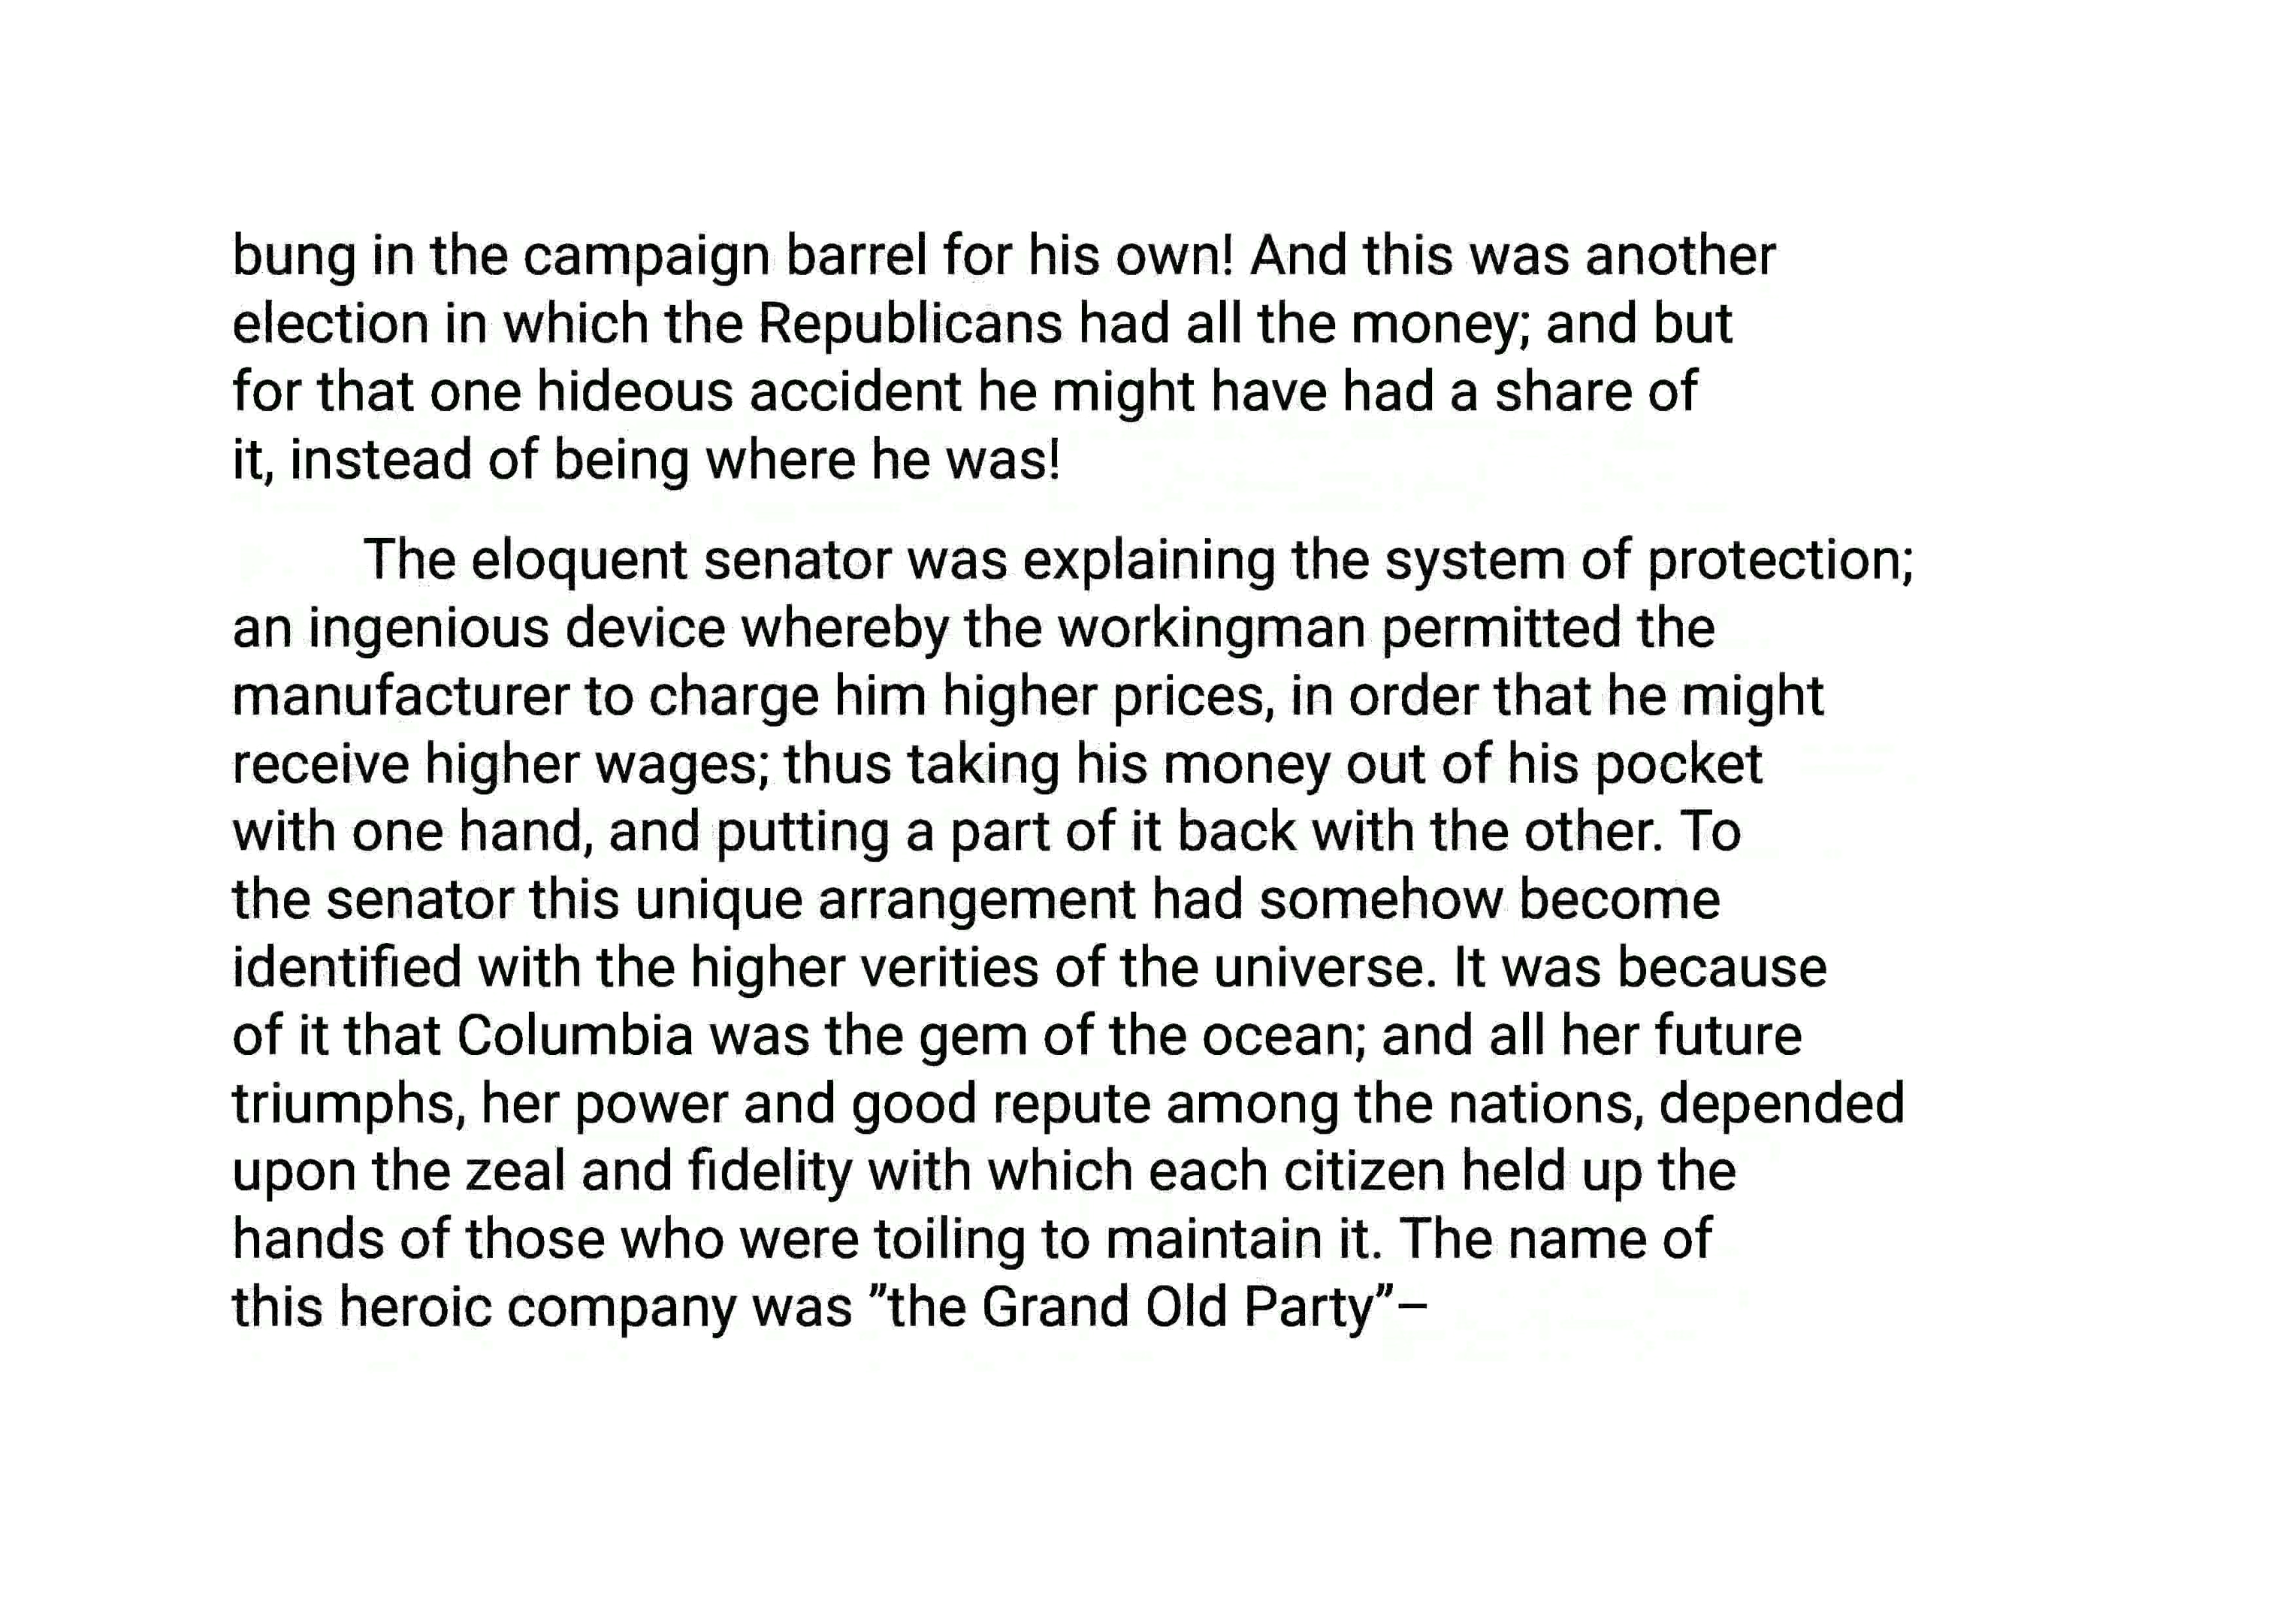 bung in the campaign barrel for his own! And this was another
election in which the Republicans had all the money; and but
for that one hideous accident he might have had a share of
it, instead of being where he was!
The eloquent senator was explaining the system of protection;
an ingenious device whereby the workingman permitted the
manufacturer to charge him higher prices, in order that he might
receive higher wages; thus taking his money out of his pocket
with one hand, and putting a part of it back with the other. To
the senator this unique arrangement had somehow become
identified with the higher verities of the universe. It was because
of it that Columbia was the gem of the ocean; and all her future
triumphs, her power and good repute among the nations, depended
upon the zeal and fidelity with which each citizen held up the
hands of those who were toiling to maintain it. The name of
this heroic company was ”the Grand Old Party”–